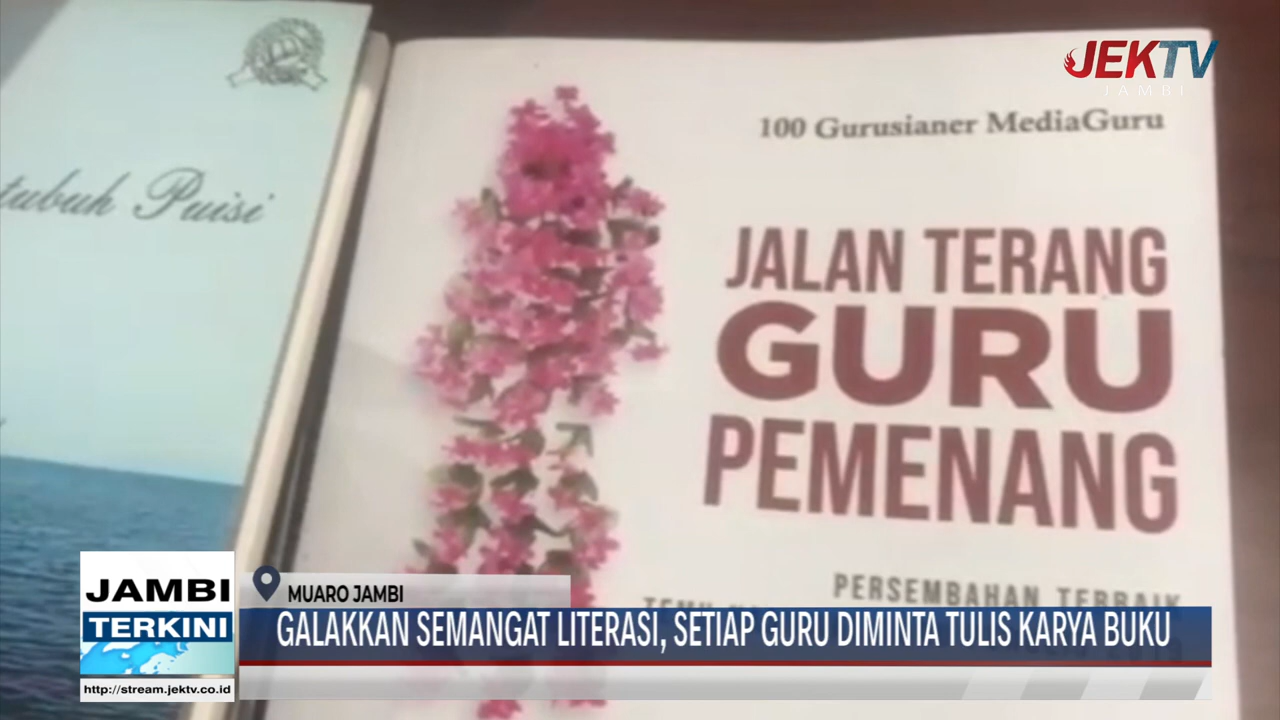 JEKTV
JAMBI
100 Gurusianer MediaGuru
tubuh Puisi
JALAN TERANG
GURU
PEMENANG
PERSEMBAHAN TERBAIK
MUARO JAMBI
JAMBI
TERKINI
GALAKKAN SEMANGAT LITERASI, SETIAP GURU DIMINTA TULIS KARYA BUKU
http://stream.jektv.co.id